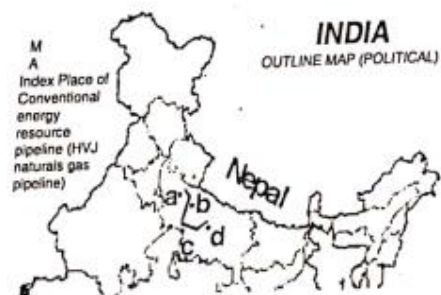 INDIA
OUTLINE MAP (POLITICAL)
M
A
Index Place of
Conventional
energy
resource
pipeline (HVJ
naturals gas
pipeline)
Nepal
a
b
d
c